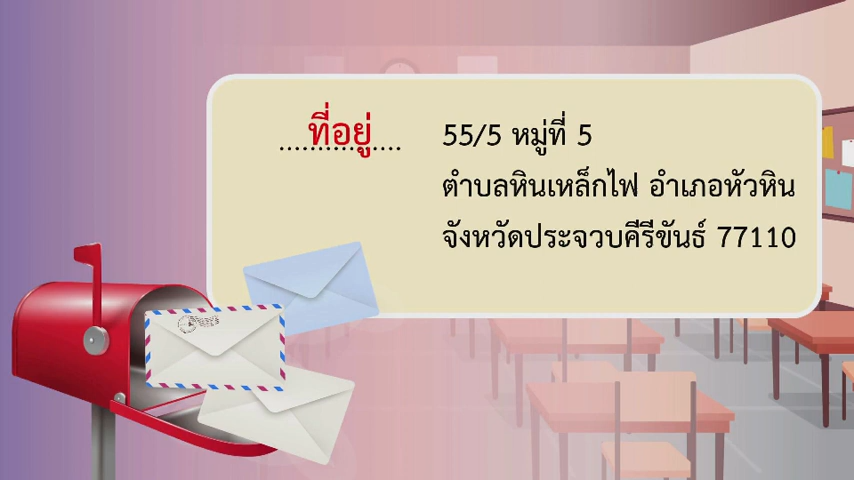 ที่อยู่ 55/5 หมู่ที่ 5
ตำบลหินเหล็กไฟ อำเภอหัวหิน
จังหวัดประจวบคีรีขันธ์ 77110